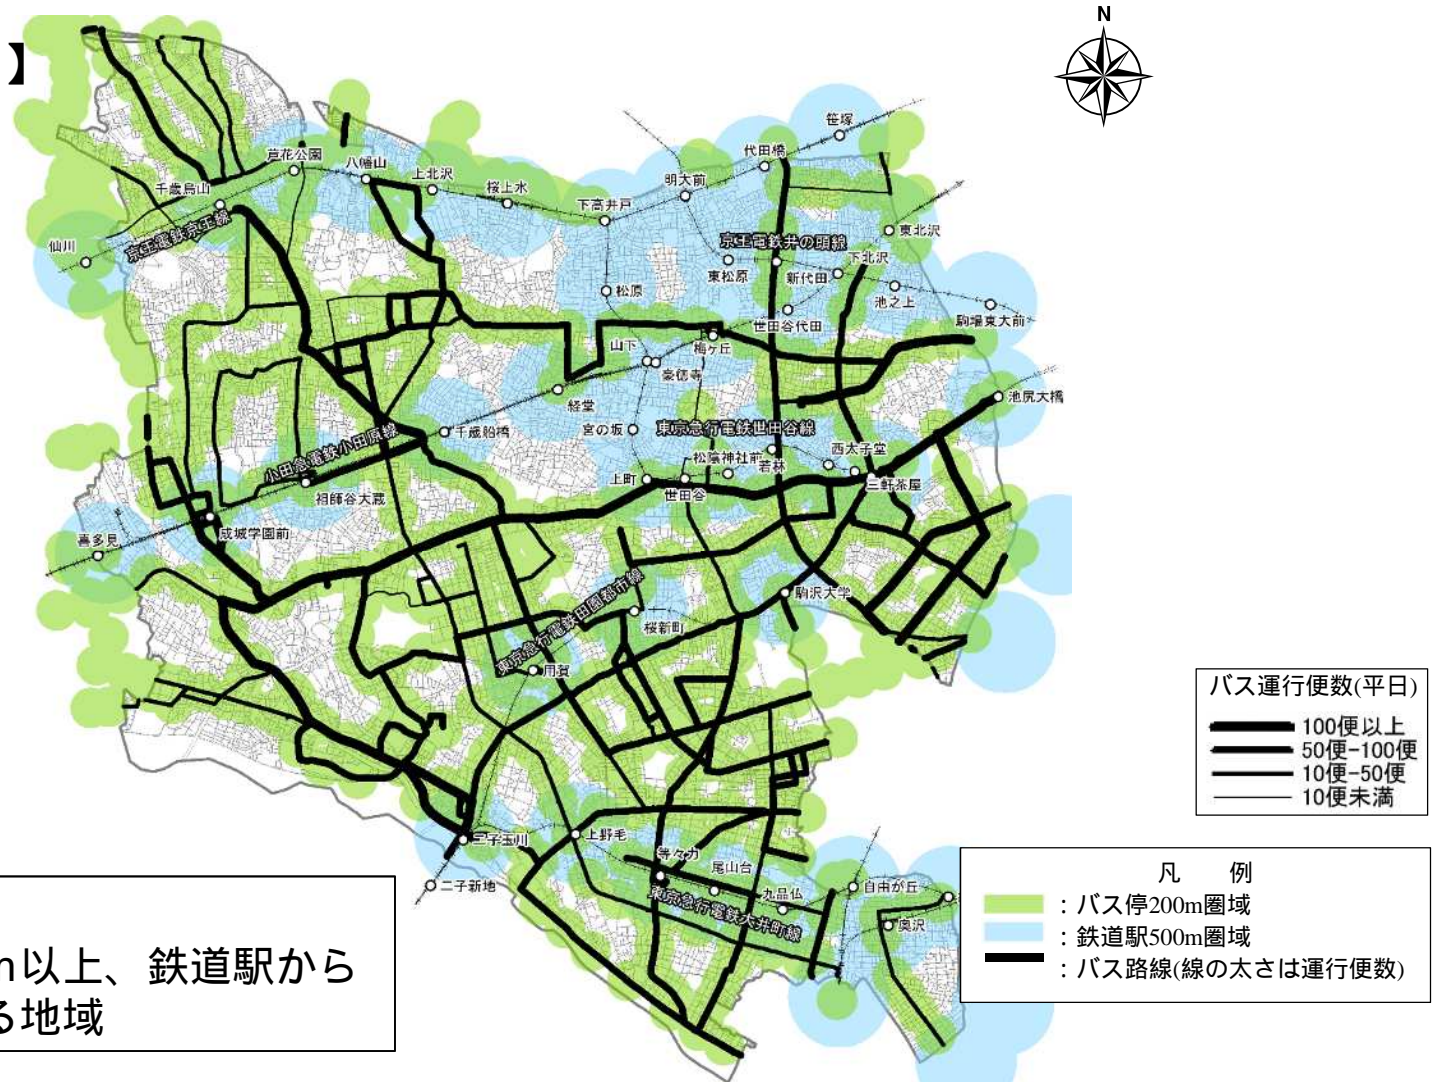 】
N
笹塚
代田橋
芦花公園
八幡山
上北沢
明大前
千歳烏山
桜上水
下高井戸
京王電鉄京王線
仙川
東北沢
京王電鉄井の頭線
下北沢
東松原
新代田
松原
池之上
駒場東大前
世田谷代田
山下
梅ヶ丘
豪徳寺
経堂
池尻大橋
宮の坂
東京急行電鉄世田谷線
千歳船橋
小田急電鉄小田原線
西太子堂
松陰神社前
若林
上町
世田谷
三軒茶屋
祖師谷大蔵
成城学園前
喜多見
駒沢大学
東京急行電鉄田園都市線
桜新町
用賀
バス運行便数(平日)
100便以上
50便-100便
10便-50便
10便未満
二子玉川
上野毛
等々力
尾山台
二子新地
九品仏
自由が丘
東京急行電鉄大井町線
奥沢
凡 例
：バス停200m圏域
：鉄道駅500m圏域
：バス路線(線の太さは運行便数)
m以上、鉄道駅から
る地域